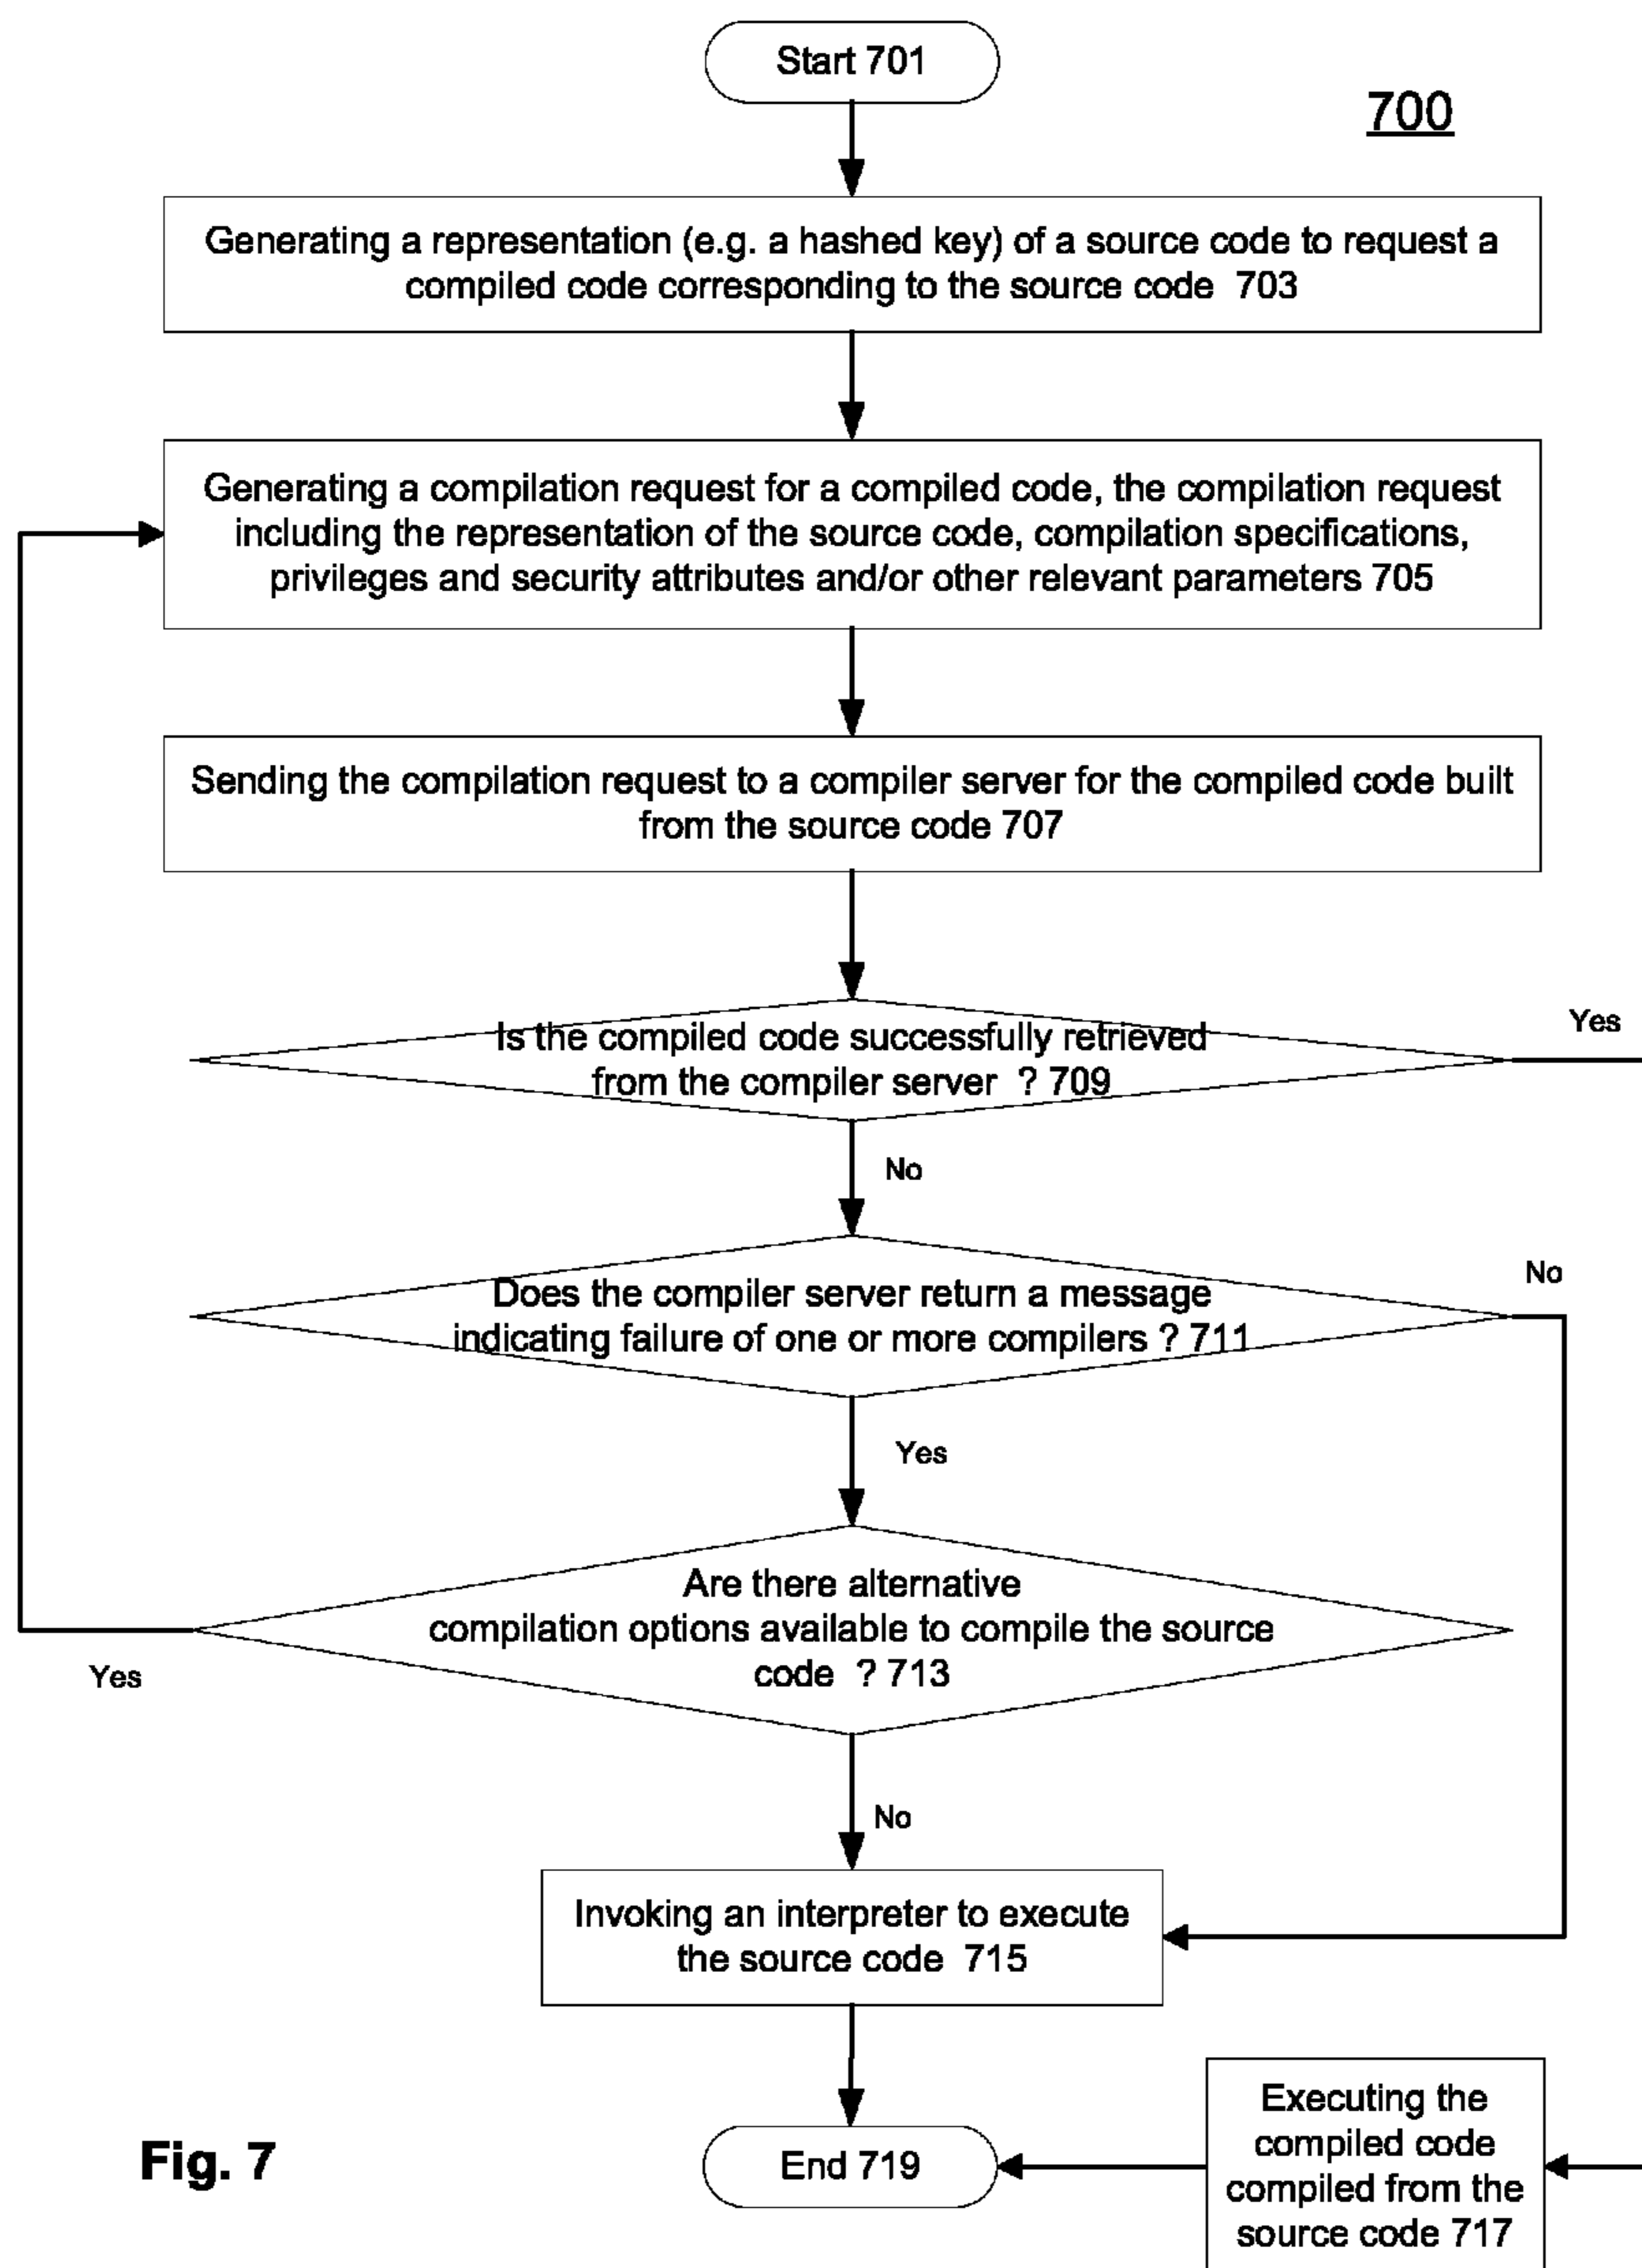 Start 701
700
Generating a representation (e.g. a hashed key) of a source code to request a
compiled code corresponding to the source code 703
Generating a compilation request for a compiled code, the compilation request
including the representation of the source code, compilation specifications,
privileges and security attributes and/or other relevant parameters 705
Sending the compilation request to a compiler server for the compiled code built
from the source code 707
Is the compiled code successfully retrieved
from the compiler server ? 709
Yes
No
Does the compiler server return a message
indicating failure of one or more compilers ? 711
No
Yes
Are there alternative
compilation options available to compile the source
code ? 713
Yes
No
Invoking an interpreter to execute
the source code 715
Executing the
compiled code
compiled from the
source code 717
End 719
Fig. 7